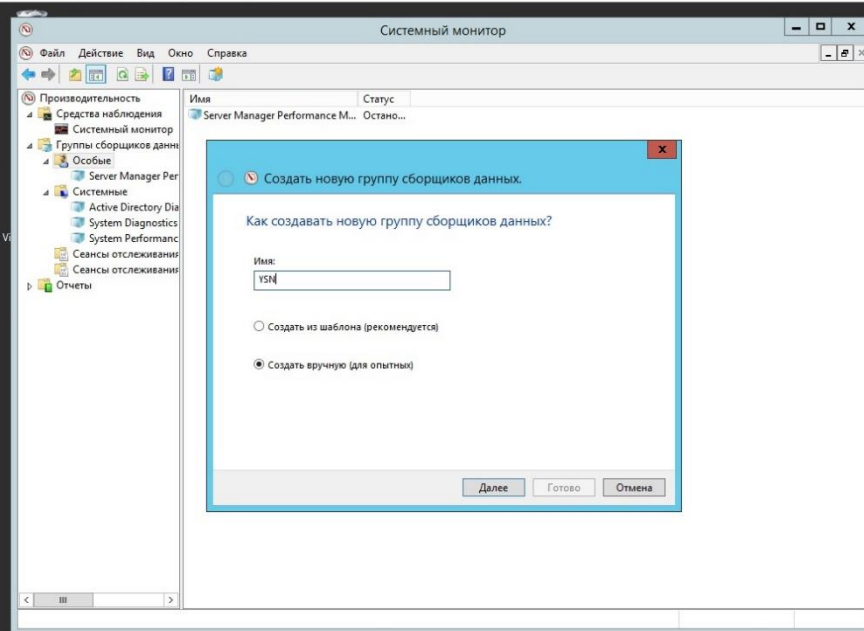 Системный монитор
Файл Действие Вид Окно Справка
Производительность
Средства наблюдения
Системный монитор
Группы сборщиков данн
Особые
Server Manager Per
Системные
Active Directory Dia
System Diagnostics
System Performanc
Сеансы отслеживания
Сеансы отслеживания
Отчеты
Имя Статус
Server Manager Performance M... Остано...
Создать новую группу сборщиков данных.
Как создавать новую группу сборщиков данных?
Имя:
YSN
Создать из шаблона (рекомендуется)
Создать вручную (для опытных)
Далее Готово Отмена
Vi